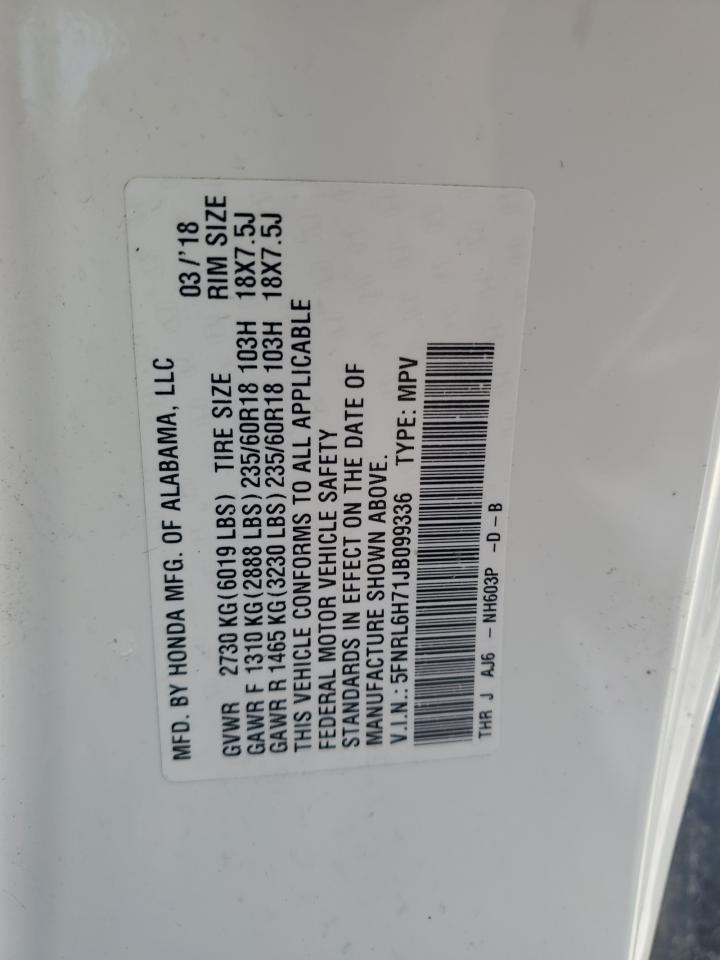 MFD. BY HONDA MFG. OF ALABAMA, LLC 03/'18
GVWR 2730 KG(6019 LBS) TIRE SIZE RIM SIZE
GAWR F 1310 KG(2888 LBS)235/60R18 103H 18X7.5J
GAWR R 1465 KG(3230 LBS)235/60R18 103H 18X7.5J
THIS VEHICLE CONFORMS TO ALL APPLICABLE
FEDERAL MOTOR VEHICLE SAFETY
STANDARDS IN EFFECT ON THE DATE OF
MANUFACTURE SHOWN ABOVE.
V.I.N.: 5FNRL6H71JB099336 TYPE: MPV
THR J AJ6 - NH603P -D-B